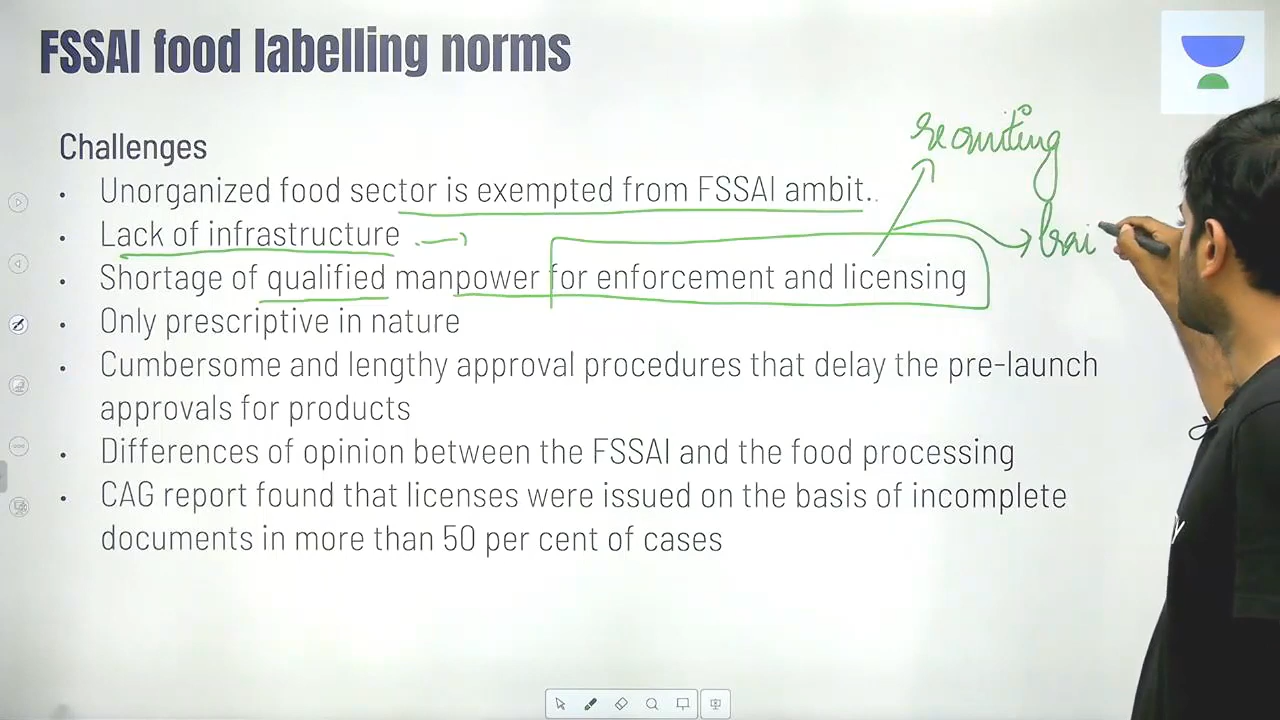 FSSAI food labelling norms
Challenges
• Unorganized food sector is exempted from FSSAI ambit.
• Lack of infrastructure
• Shortage of qualified manpower for enforcement and licensing
• Only prescriptive in nature
• Cumbersome and lengthy approval procedures that delay the pre-launch
approvals for products
• Differences of opinion between the FSSAI and the food processing
• CAG report found that licenses were issued on the basis of incomplete
documents in more than 50 per cent of cases
recruiting
trai